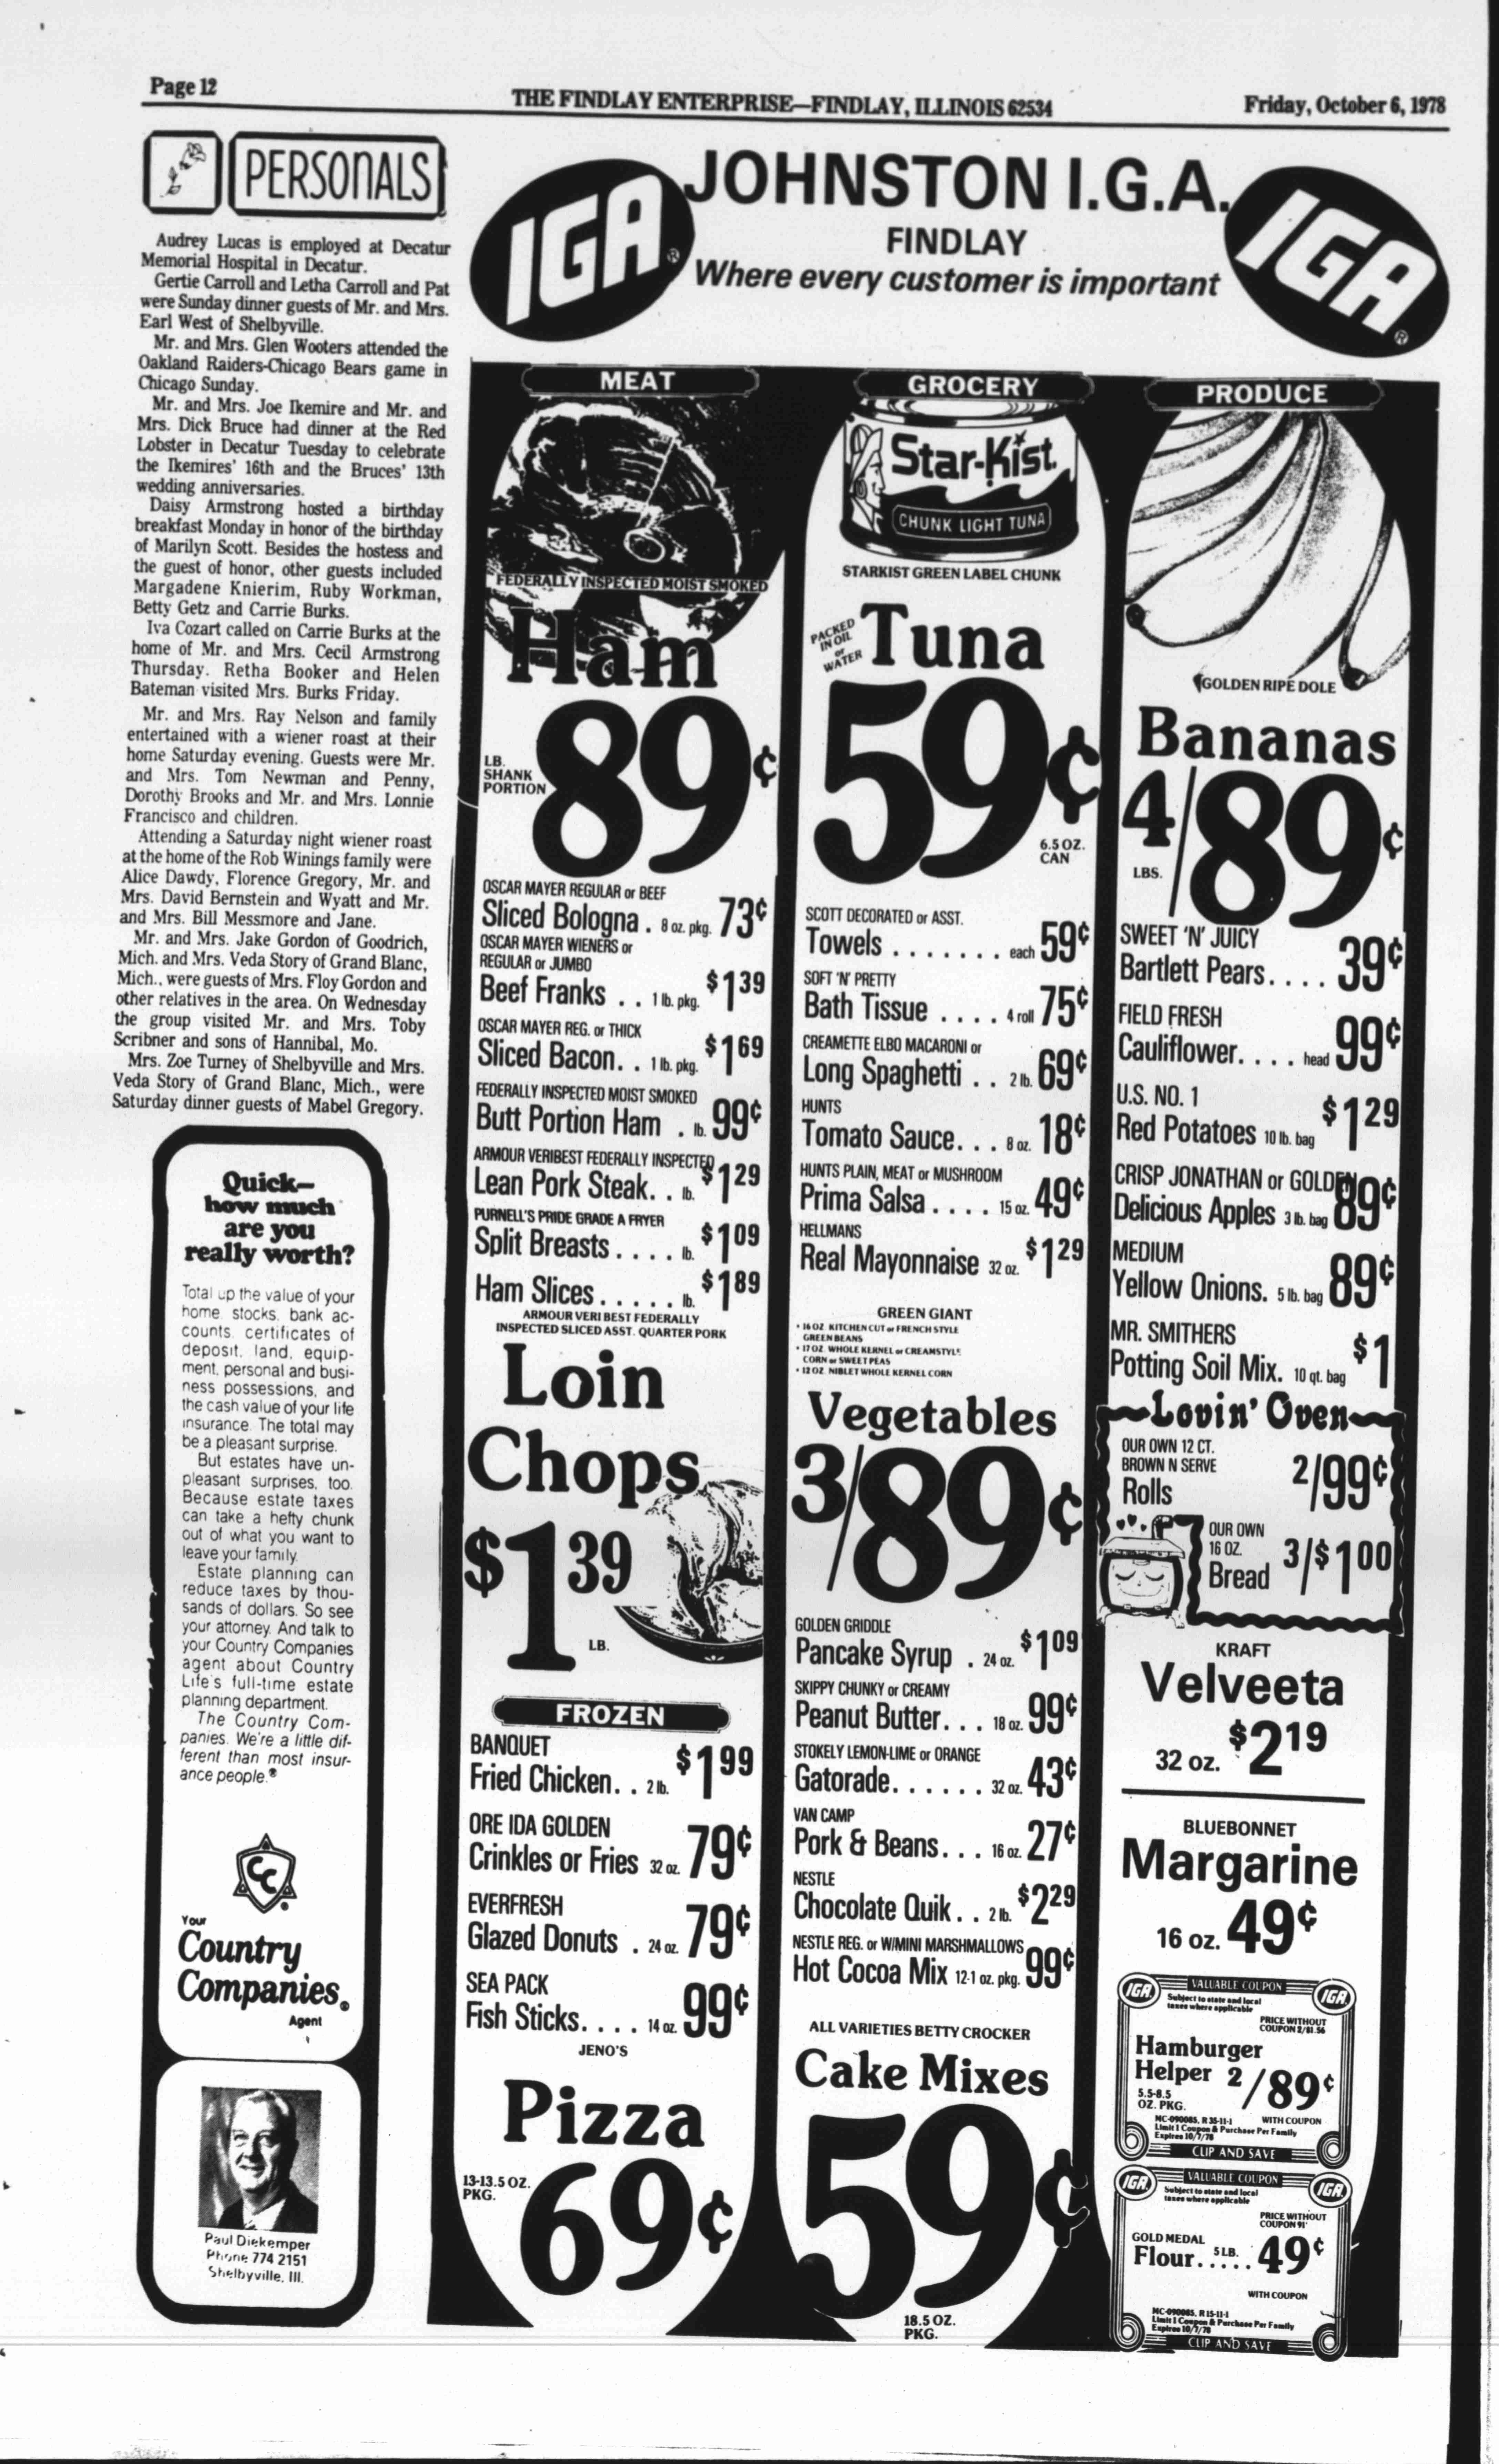 Page 12
THE FINDLAY ENTERPRISE—FINDLAY, ILLINOIS 62534
Friday, October 6, 1978
PERSONALS
Audrey Lucas is employed at Decatur
Memorial Hospital in Decatur.
Gertie Carroll and Letha Carroll and Pat
were Sunday dinner guests of Mr. and Mrs.
Earl West of Shelbyville.
Mr. and Mrs. Glen Wooters attended the
Oakland Raiders-Chicago Bears game in
Chicago Sunday.
Mr. and Mrs. Joe Ikemire and Mr. and
Mrs. Dick Bruce had dinner at the Red
Lobster in Decatur Tuesday to celebrate
the Ikemires' 16th and the Bruces' 13th
wedding anniversaries.
Daisy Armstrong hosted a birthday
breakfast Monday in honor of the birthday
of Marilyn Scott. Besides the hostess and
the guest of honor, other guests included
Margadene Knierim, Ruby Workman,
Betty Getz and Carrie Burks.
Iva Cozart called on Carrie Burks at the
home of Mr. and Mrs. Cecil Armstrong
Thursday. Retha Booker and Helen
Bateman visited Mrs. Burks Friday.
Mr. and Mrs. Ray Nelson and family
entertained with a wiener roast at their
home Saturday evening. Guests were Mr.
and Mrs. Tom Newman and Penny,
Dorothy Brooks and Mr. and Mrs. Lonnie
Francisco and children.
Attending a Saturday night wiener roast
at the home of the Rob Winings family were
Alice Dawdy, Florence Gregory, Mr. and
Mrs. David Bernstein and Wyatt and Mr.
and Mrs. Bill Messmore and Jane.
Mr. and Mrs. Jake Gordon of Goodrich,
Mich. and Mrs. Veda Story of Grand Blanc,
Mich., were guests of Mrs. Floy Gordon and
other relatives in the area. On Wednesday
the group visited Mr. and Mrs. Toby
Scribner and sons of Hannibal, Mo.
Mrs. Zoe Turney of Shelbyville and Mrs.
Veda Story of Grand Blanc, Mich., were
Saturday dinner guests of Mabel Gregory.
Quick—
how much
are you
really worth?
Total up the value of your
home, stocks, bank ac-
counts, certificates of
deposit, land, equip-
ment, personal and busi-
ness possessions, and
the cash value of your life
insurance. The total may
be a pleasant surprise.
But estates have un-
pleasant surprises, too.
Because estate taxes
can take a hefty chunk
out of what you want to
leave your family.
Estate planning can
reduce taxes by thou-
sands of dollars. So see
your attorney. And talk to
your Country Companies
agent about Country
Life's full-time estate
planning department.
The Country Com-
panies. We're a little dif-
ferent than most insur-
ance people.®
CC
Your
Country
Companies®
Agent
Paul Diekemper
Phone 774 2151
Shelbyville, Ill.
IGA®
JOHNSTON I.G.A.
FINDLAY
Where every customer is important
IGA®
MEAT
FEDERALLY INSPECTED MOIST SMOKED
Ham
LB. SHANK PORTION 89¢
OSCAR MAYER REGULAR or BEEF
Sliced Bologna . 8 oz. pkg. 73¢
OSCAR MAYER WIENERS or
REGULAR or JUMBO
Beef Franks . . 1 lb. pkg. $1 39
OSCAR MAYER REG. or THICK
Sliced Bacon. . 1 lb. pkg. $1 69
FEDERALLY INSPECTED MOIST SMOKED
Butt Portion Ham . lb. 99¢
ARMOUR VERIBEST FEDERALLY INSPECTED
Lean Pork Steak. . lb. $1 29
PURNELL'S PRIDE GRADE A FRYER
Split Breasts . . . . lb. $1 09
Ham Slices . . . . . lb. $1 89
ARMOUR VERI BEST FEDERALLY
INSPECTED SLICED ASST. QUARTER PORK
Loin
Chops
$1 39
LB.
FROZEN
BANQUET
Fried Chicken. . 2 lb. $1 99
ORE IDA GOLDEN
Crinkles or Fries 32 oz. 79¢
EVERFRESH
Glazed Donuts . 24 oz. 79¢
SEA PACK
Fish Sticks. . . . 14 oz. 99¢
JENO'S
Pizza
13-13.5 OZ.
PKG.
69¢
GROCERY
Star-Kist.
CHUNK LIGHT TUNA
STARKIST GREEN LABEL CHUNK
PACKED
IN OIL
or
WATER
Tuna
59¢
6.5 OZ.
CAN
SCOTT DECORATED or ASST.
Towels . . . . . . . each 59¢
SOFT 'N' PRETTY
Bath Tissue . . . . 4 roll 75¢
CREAMETTE ELBO MACARONI or
Long Spaghetti . . 2 lb. 69¢
HUNTS
Tomato Sauce. . . 8 oz. 18¢
HUNTS PLAIN, MEAT or MUSHROOM
Prima Salsa . . . . 15 oz. 49¢
HELLMANS
Real Mayonnaise 32 oz. $1 29
GREEN GIANT
• 16 OZ. KITCHEN CUT or FRENCH STYLE
GREEN BEANS
• 17 OZ. WHOLE KERNEL or CREAMSTYLE
CORN or SWEET PEAS
• 12 OZ. NIBLET WHOLE KERNEL CORN
Vegetables
3/89¢
GOLDEN GRIDDLE
Pancake Syrup . 24 oz. $1 09
SKIPPY CHUNKY or CREAMY
Peanut Butter. . . 18 oz. 99¢
STOKELY LEMON-LIME or ORANGE
Gatorade. . . . . . 32 oz. 43¢
VAN CAMP
Pork & Beans. . . 16 oz. 27¢
NESTLE
Chocolate Quik. . 2 lb. $2 29
NESTLE REG. or W/MINI MARSHMALLOWS
Hot Cocoa Mix 12-1 oz. pkg. 99¢
ALL VARIETIES BETTY CROCKER
Cake Mixes
59¢
18.5 OZ.
PKG.
PRODUCE
GOLDEN RIPE DOLE
Bananas
4/89¢
LBS.
SWEET 'N' JUICY
Bartlett Pears. . . . 39¢
FIELD FRESH
Cauliflower. . . . head 99¢
U.S. NO. 1
Red Potatoes 10 lb. bag $1 29
CRISP JONATHAN or GOLDEN
Delicious Apples 3 lb. bag 89¢
MEDIUM
Yellow Onions. 5 lb. bag 89¢
MR. SMITHERS
Potting Soil Mix. 10 qt. bag $1
Lovin' Oven
OUR OWN 12 CT.
BROWN N SERVE
Rolls 2/99¢
OUR OWN
16 OZ.
Bread 3/$1 00
KRAFT
Velveeta
32 oz. $2 19
BLUEBONNET
Margarine
16 oz. 49¢
IGA VALUABLE COUPON IGA
Subject to state and local
taxes where applicable
PRICE WITHOUT
COUPON 2/$1.56
Hamburger
Helper 2/89¢
5.5-8.5
OZ. PKG.
WITH COUPON
MC-090085, R 35-11-1
Limit 1 Coupon & Purchase Per Family
Expires 10/7/78
CLIP AND SAVE
IGA VALUABLE COUPON IGA
Subject to state and local
taxes where applicable
PRICE WITHOUT
COUPON 91¢
GOLD MEDAL
Flour..... 5 LB. 49¢
WITH COUPON
MC-090085, R 15-11-1
Limit 1 Coupon & Purchase Per Family
Expires 10/7/78
CLIP AND SAVE